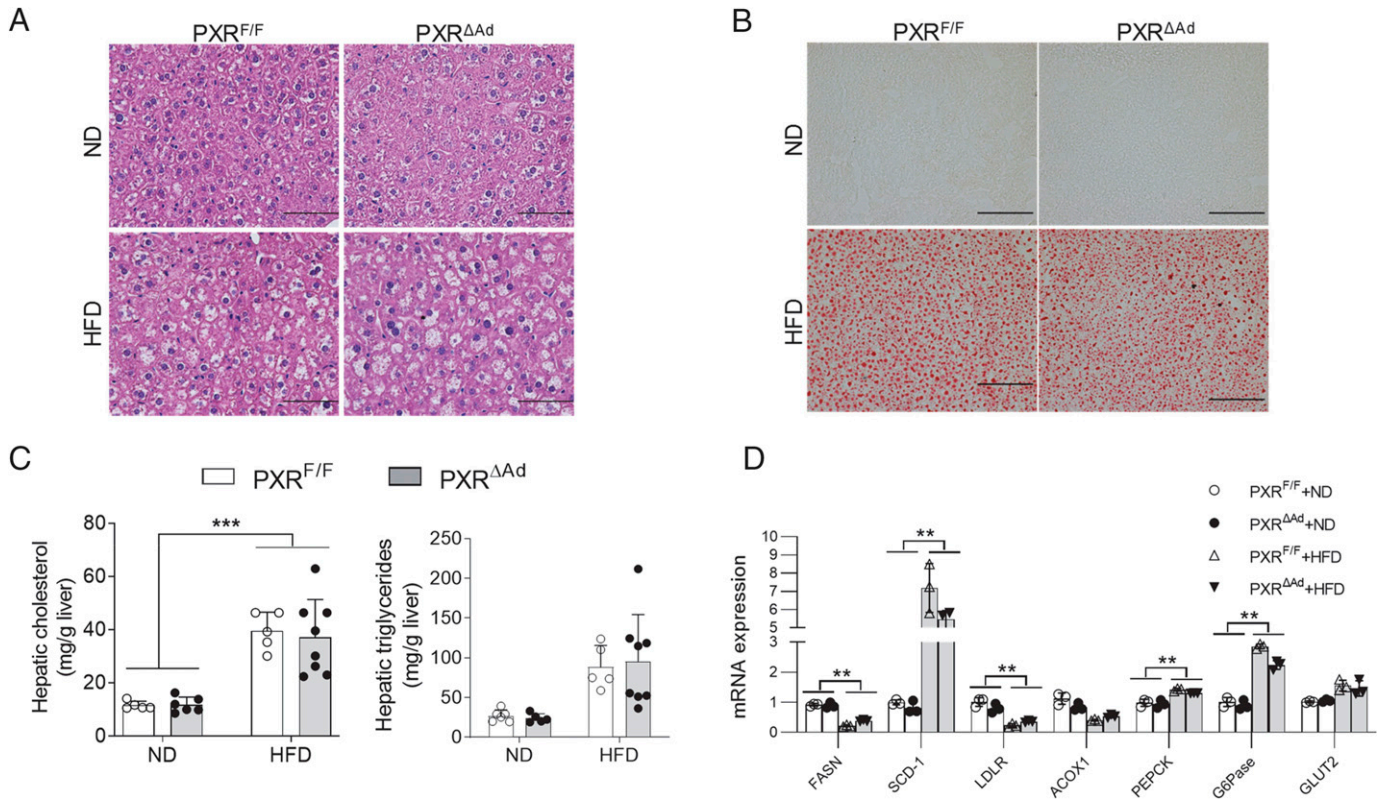 A
PXR^F/F
PXR^ΔAd
ND
HFD
B
PXR^F/F
PXR^ΔAd
ND
HFD
C
PXR^F/F
PXR^ΔAd
Hepatic cholesterol
(mg/g liver)
80
60
40
20
0
***
ND
HFD
Hepatic triglycerides
(mg/g liver)
250
200
150
100
50
0
ND
HFD
D
PXR^F/F+ND
PXR^ΔAd+ND
PXR^F/F+HFD
PXR^ΔAd+HFD
mRNA expression
10
9
8
7
6
5
3
2
1
0
**
**
**
**
**
FASN
SCD-1
LDLR
ACOX1
PEPCK
G6Pase
GLUT2